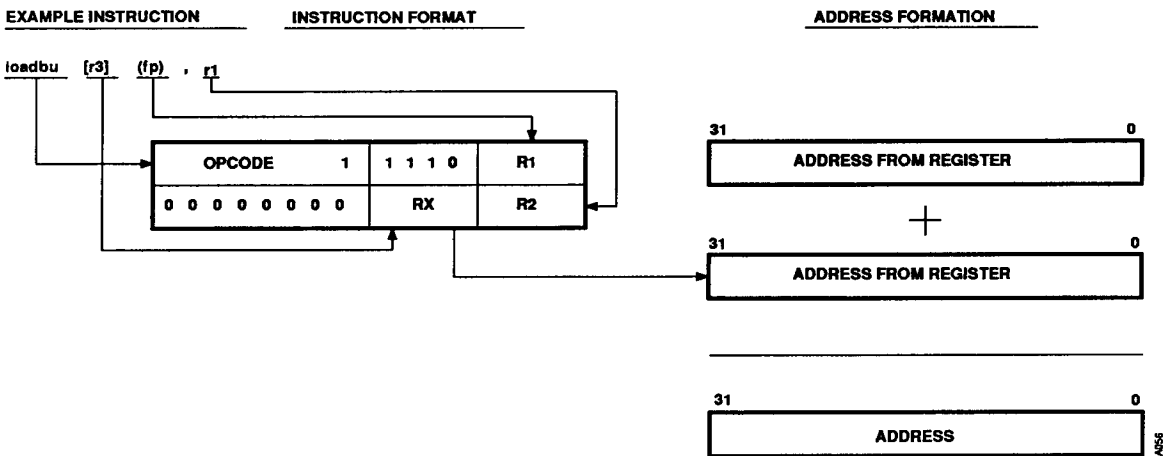 EXAMPLE INSTRUCTION INSTRUCTION FORMAT ADDRESS FORMATION
loadbu [r3] (fp) , r1
31 0
OPCODE 1 1 1 1 0 R1
ADDRESS FROM REGISTER
0 0 0 0 0 0 0 0 RX R2
+
31 0
ADDRESS FROM REGISTER
31 0
ADDRESS
A056